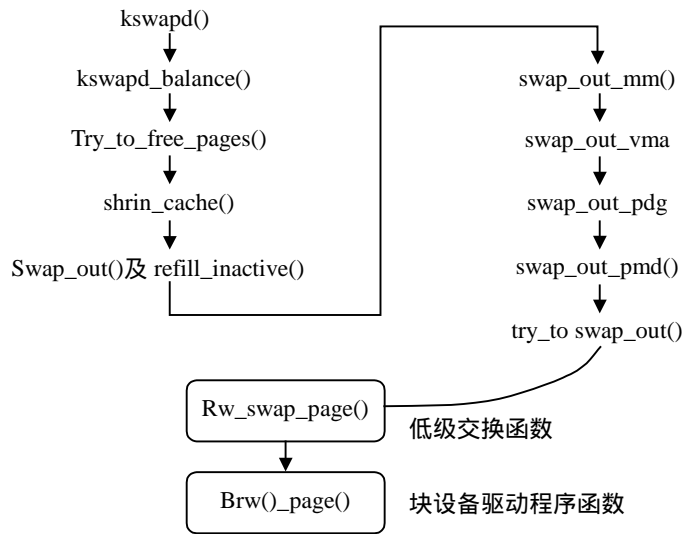 kswapd()
kswapd_balance()
Try_to_free_pages()
shrin_cache()
Swap_out()及 refill_inactive()
swap_out_mm()
swap_out_vma
swap_out_pdg
swap_out_pmd()
try_to swap_out()
Rw_swap_page()
低级交换函数
Brw()_page()
块设备驱动程序函数